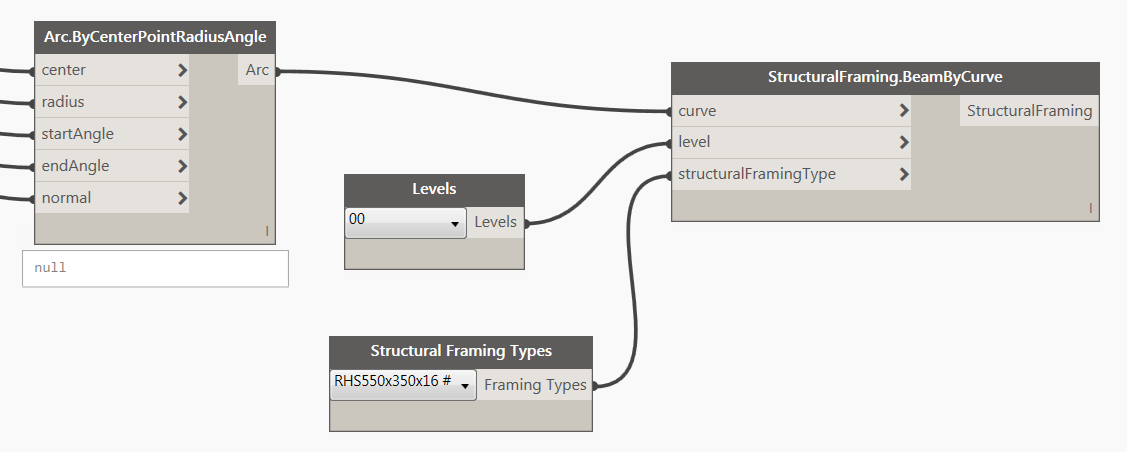 Arc.ByCenterPointRadiusAngle
center
Arc
radius
startAngle
endAngle
normal
l
null
Levels
00
Levels
Structural Framing Types
RHS550x350x16 #
Framing Types
StructuralFraming.BeamByCurve
curve
StructuralFraming
level
structuralFramingType
l